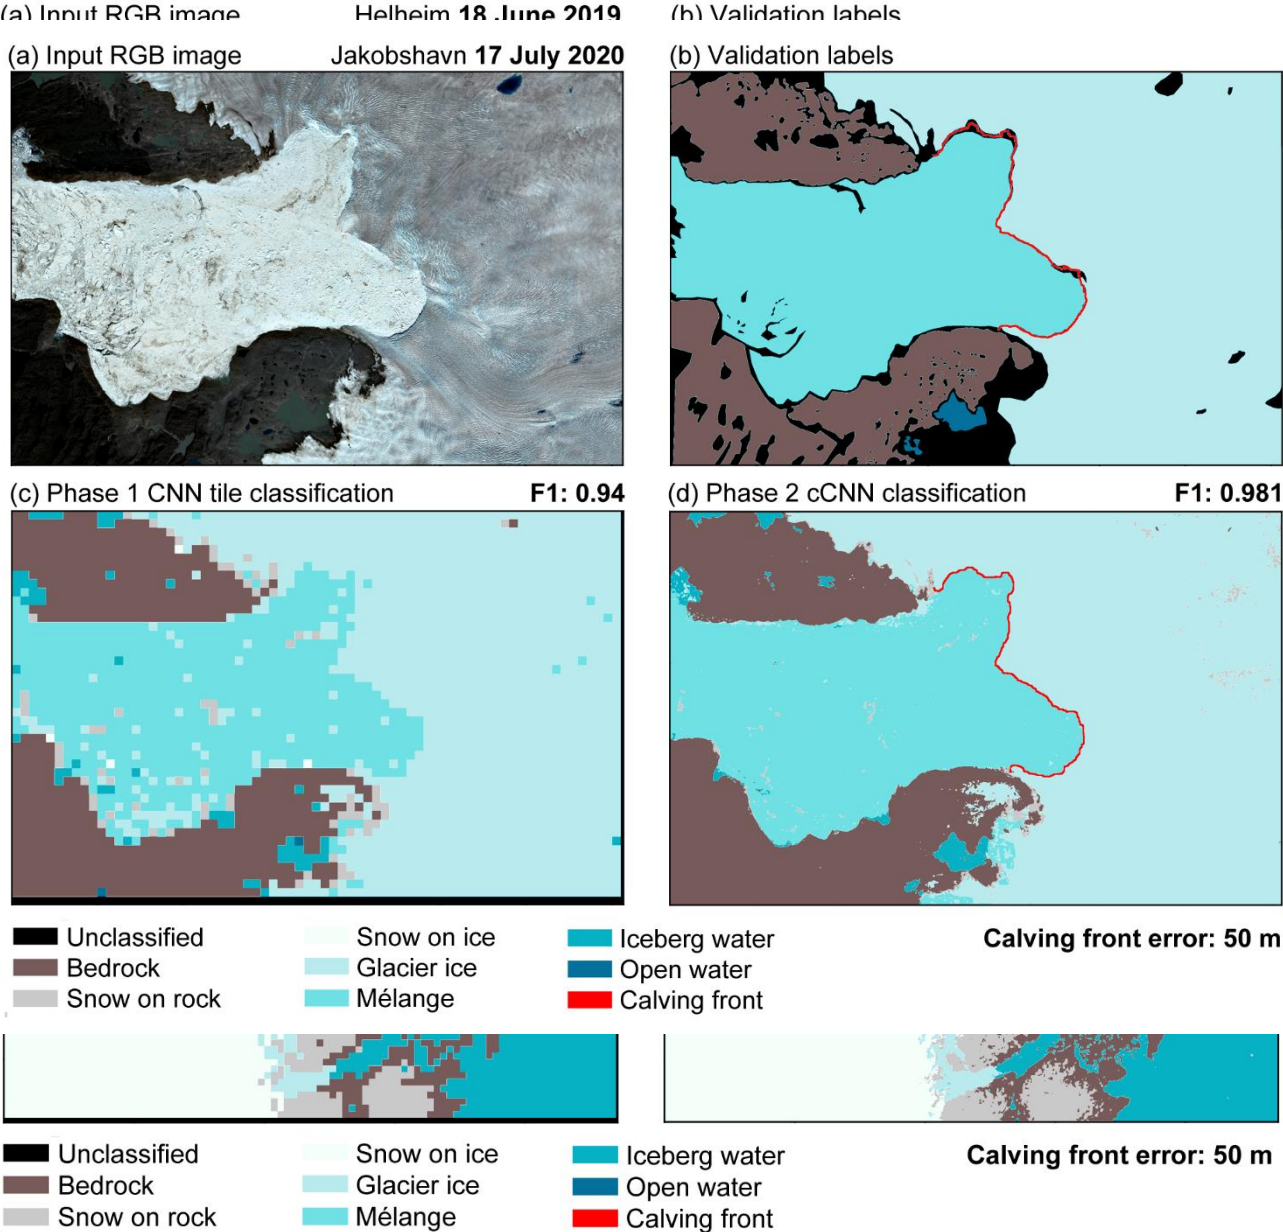 (a) Input RGB image Helheim 18 June 2019 (b) Validation labels
(a) Input RGB image Jakobshavn 17 July 2020 (b) Validation labels
(c) Phase 1 CNN tile classification F1: 0.94 (d) Phase 2 cCNN classification F1: 0.981
Unclassified Snow on ice Iceberg water Calving front error: 50 m
Bedrock Glacier ice Open water
Snow on rock Mélange Calving front
Unclassified Snow on ice Iceberg water Calving front error: 50 m
Bedrock Glacier ice Open water
Snow on rock Mélange Calving front